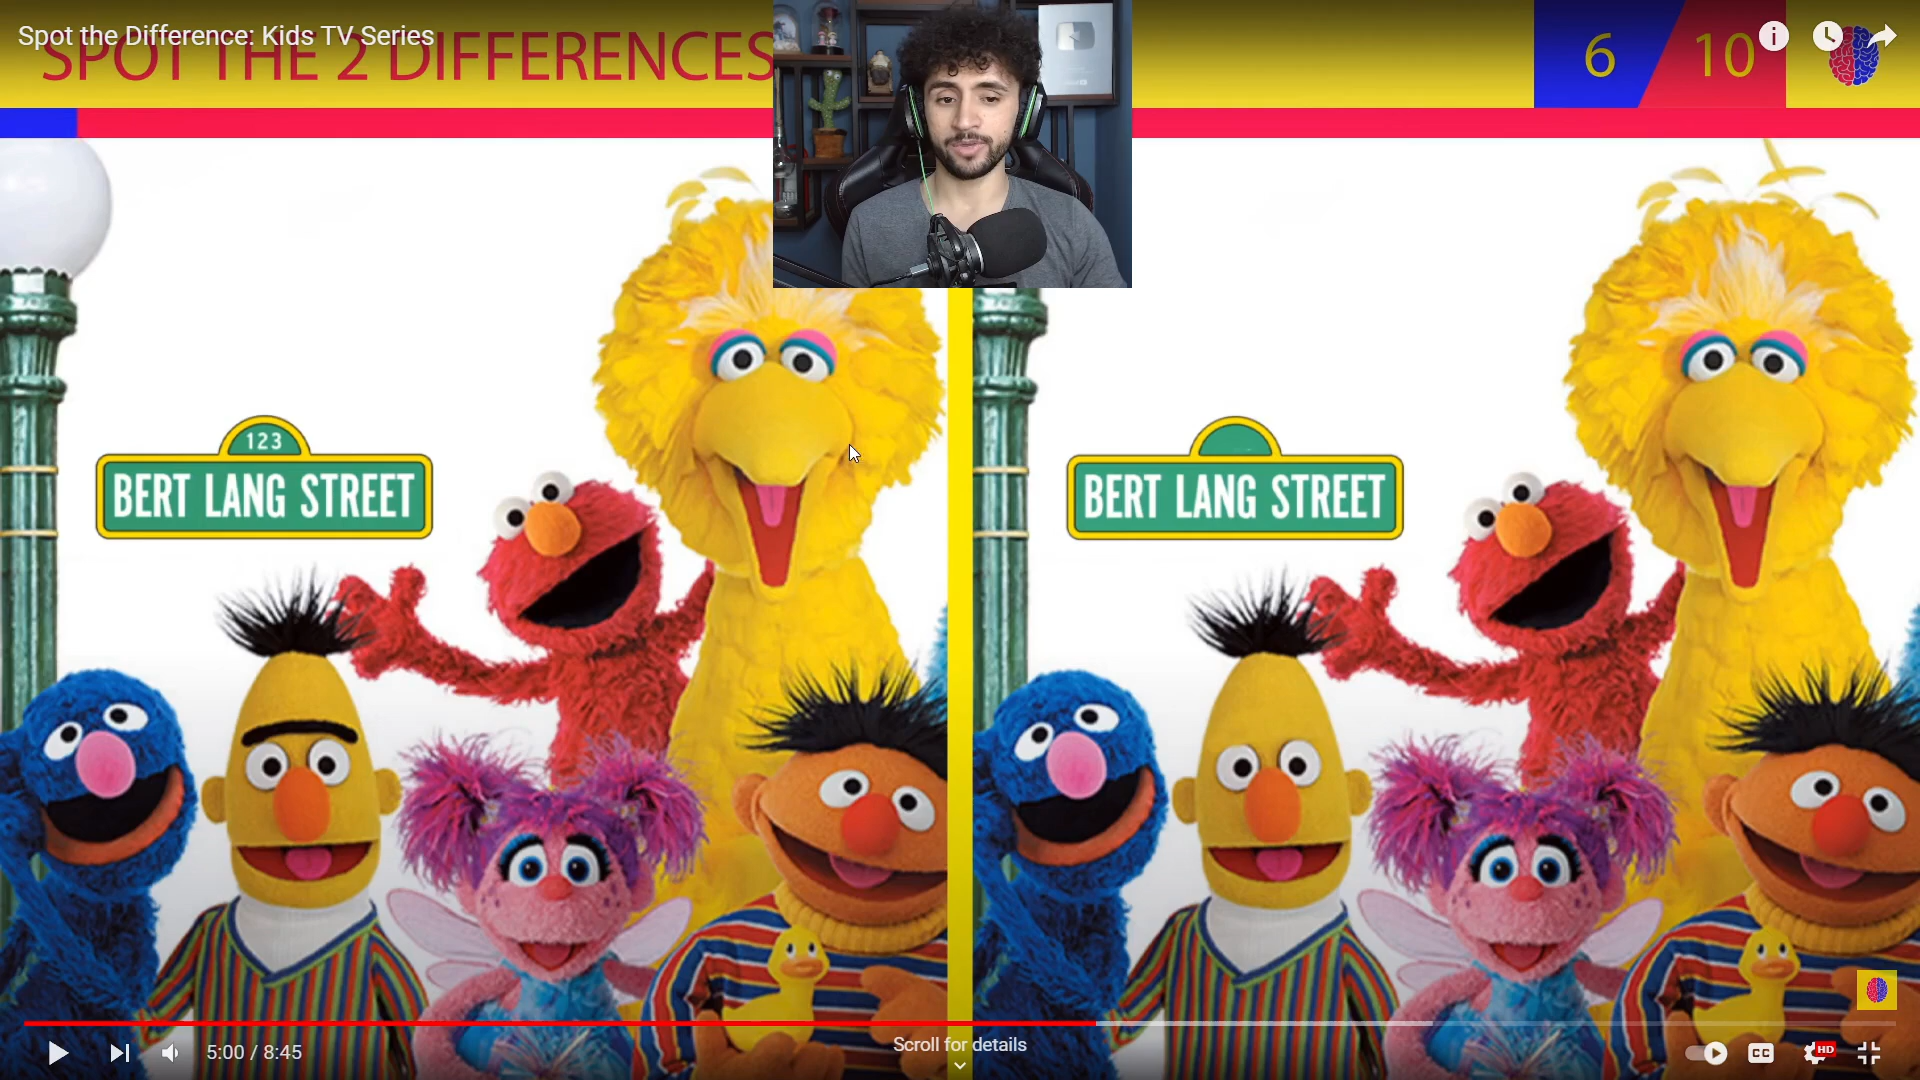 Spot the Difference: Kids TV Series
SPOT THE 2 DIFFERENCES
6 10
123
BERT LANG STREET
BERT LANG STREET
5:00 / 8:45
Scroll for details
CC
HD